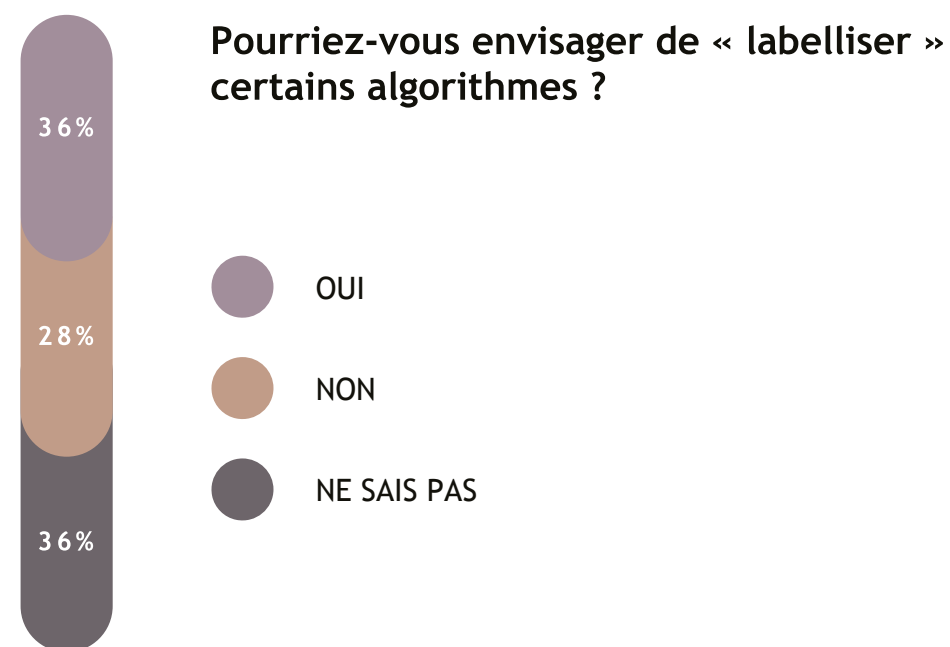 Pourriez-vous envisager de « labelliser »
certains algorithmes ?
36%
28%
36%
OUI
NON
NE SAIS PAS